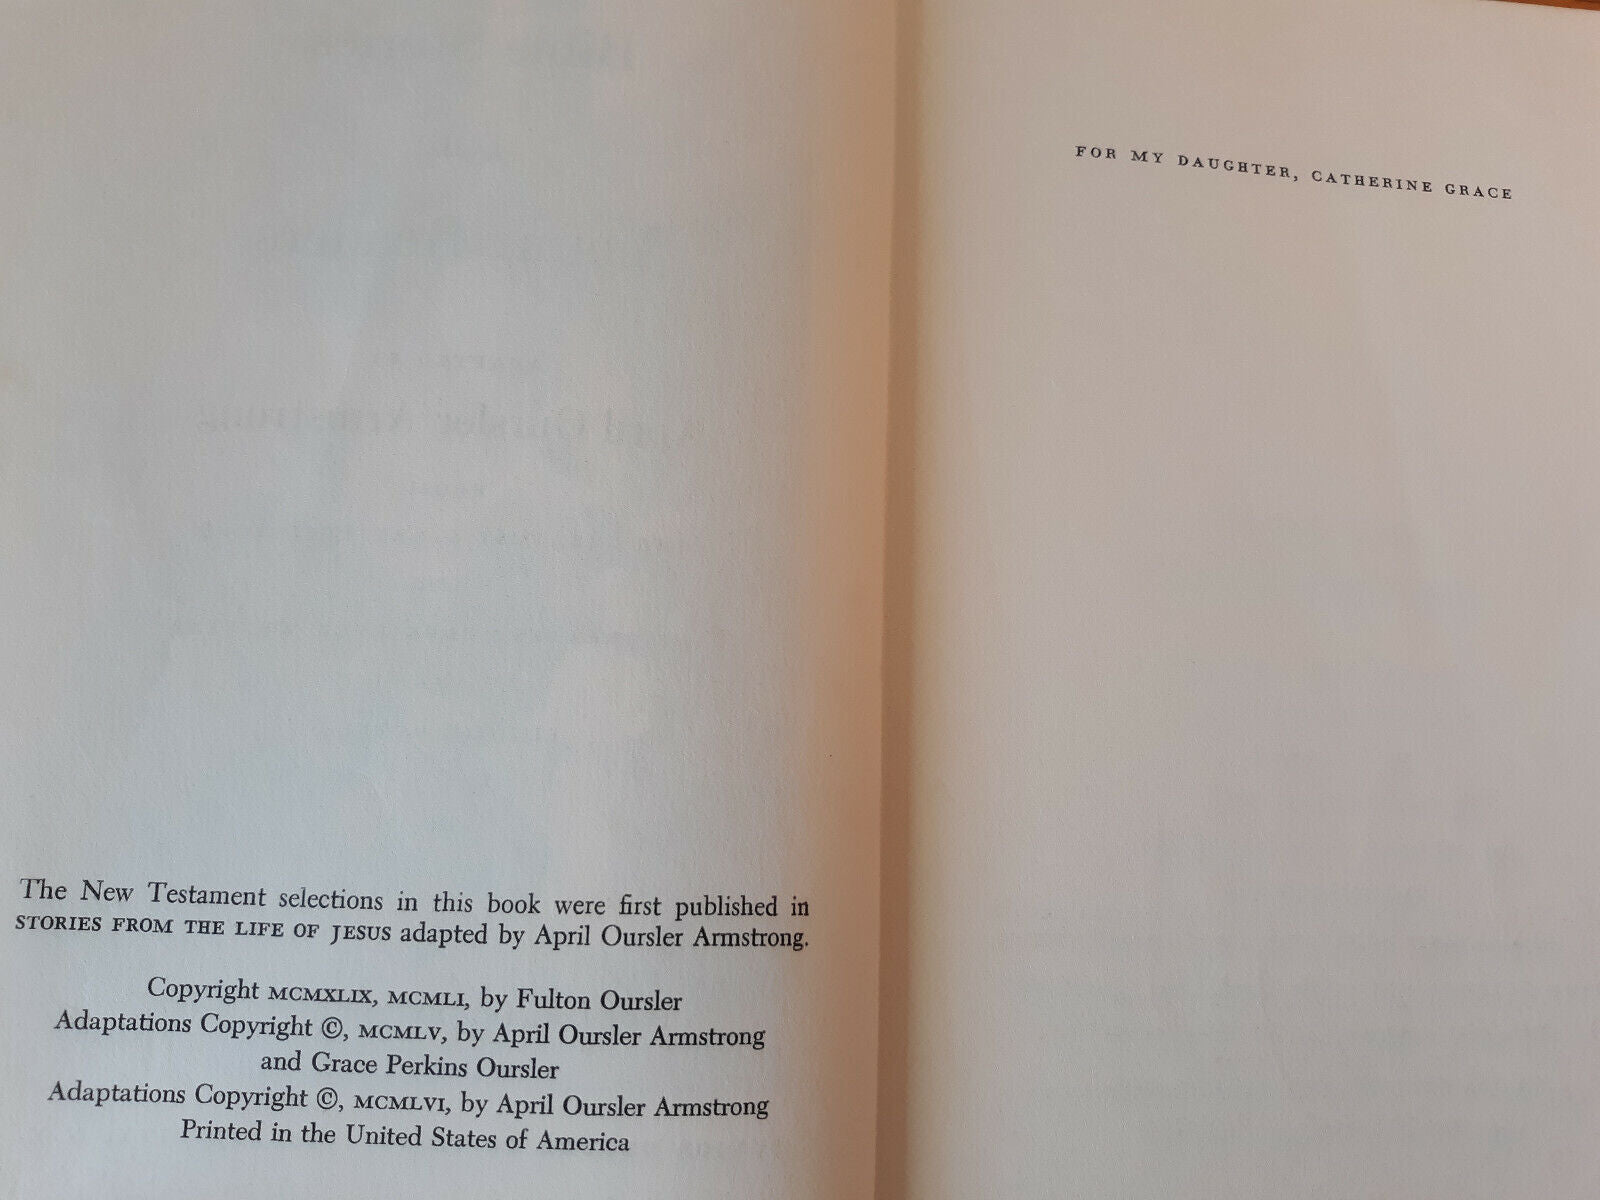 The New Testament selections in this book were first published in
STORIES FROM THE LIFE OF JESUS adapted by April Oursler Armstrong.
Copyright MCMXLIX, MCMLI, by Fulton Oursler
Adaptations Copyright ©, MCMLV, by April Oursler Armstrong
and Grace Perkins Oursler
Adaptations Copyright ©, MCMLVI, by April Oursler Armstrong
Printed in the United States of America
FOR MY DAUGHTER, CATHERINE GRACE